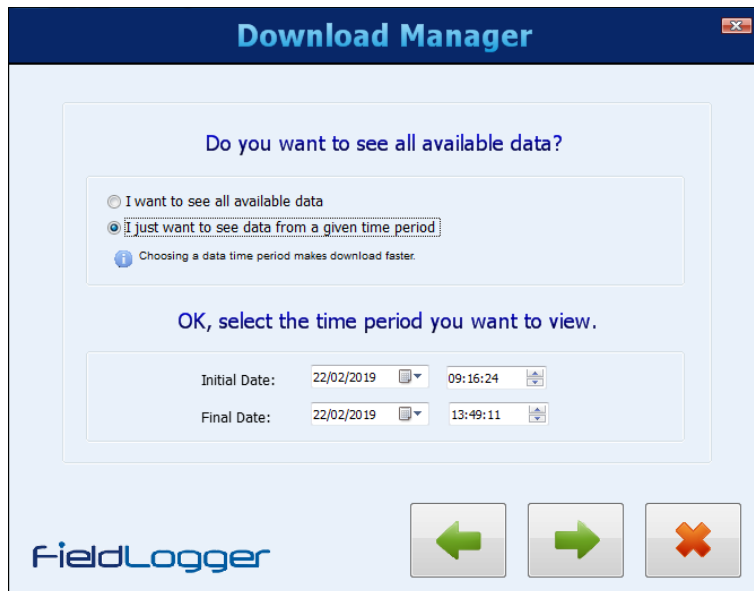 Download Manager
Do you want to see all available data?
I want to see all available data
I just want to see data from a given time period
Choosing a data time period makes download faster.
OK, select the time period you want to view.
Initial Date: 22/02/2019 09:16:24
Final Date: 22/02/2019 13:49:11
FieldLogger